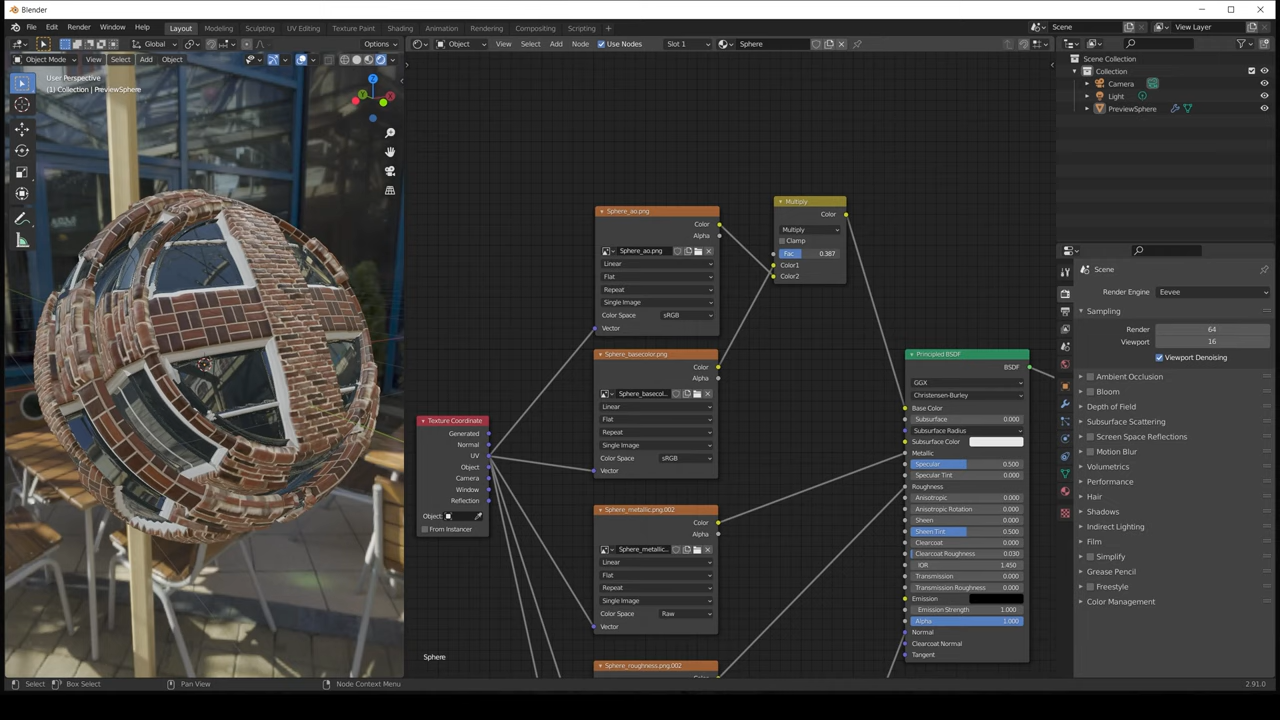 Blender
File Edit Render Window Help Layout Modeling Sculpting UV Editing Texture Paint Shading Animation Rendering Compositing Scripting Scene View Layer
Global Options Object View Select Add Node Use Nodes Slot 1 Sphere
Object Mode View Select Add Object
User Perspective
(1) Collection | PreviewSphere
Z
Y
X
Sphere_ao.png
Color
Alpha
Sphere_ao.png
Linear
Flat
Repeat
Single Image
Color Space sRGB
Vector
Multiply
Color
Multiply
Clamp
Fac 0.387
Color1
Color2
Sphere_basecolor.png
Color
Alpha
Sphere_basecol..
Linear
Flat
Repeat
Single Image
Color Space sRGB
Vector
Texture Coordinate
Generated
Normal
UV
Object
Camera
Window
Reflection
Object:
From Instancer
Sphere_metallic.png.002
Color
Alpha
Sphere_metallic..
Linear
Flat
Repeat
Single Image
Color Space Raw
Vector
Sphere_roughness.png.002
Principled BSDF
BSDF
GGX
Christensen-Burley
Base Color
Subsurface 0.000
Subsurface Radius
Subsurface Color
Metallic
Specular 0.500
Specular Tint 0.000
Roughness
Anisotropic 0.000
Anisotropic Rotation 0.000
Sheen 0.000
Sheen Tint 0.500
Clearcoat 0.000
Clearcoat Roughness 0.030
IOR 1.450
Transmission 0.000
Transmission Roughness 0.000
Emission
Emission Strength 1.000
Alpha 1.000
Normal
Clearcoat Normal
Tangent
Sphere
Scene Collection
Collection
Camera
Light
PreviewSphere
Scene
Render Engine Eevee
Sampling
Render 64
Viewport 16
Viewport Denoising
Ambient Occlusion
Bloom
Depth of Field
Subsurface Scattering
Screen Space Reflections
Motion Blur
Volumetrics
Performance
Hair
Shadows
Indirect Lighting
Film
Simplify
Grease Pencil
Freestyle
Color Management
Select Box Select Pan View Node Context Menu 2.91.0